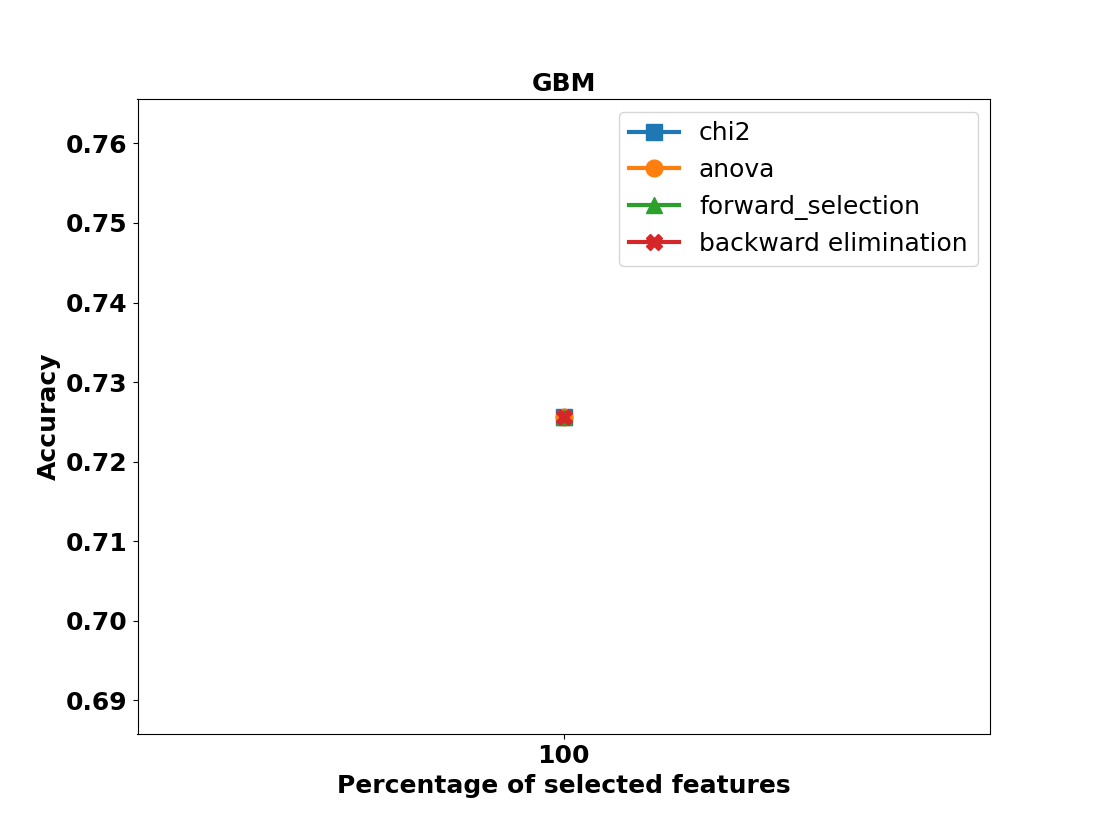 GBM
chi2
anova
forward_selection
backward elimination
0.76
0.75
0.74
0.73
0.72
0.71
0.70
0.69
Accuracy
100
Percentage of selected features